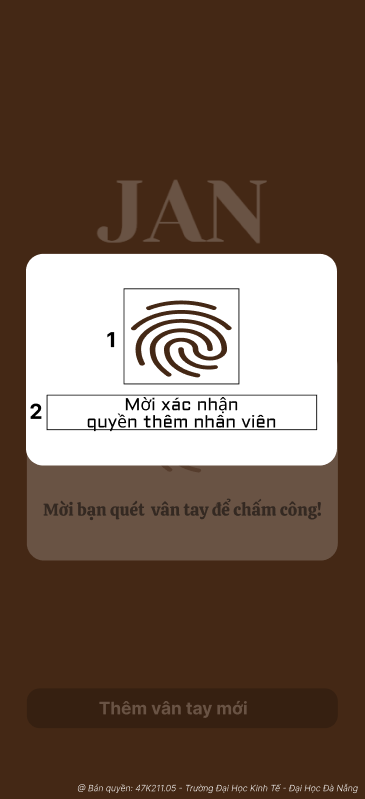 JAN
1
2
Mời xác nhận
quyền thêm nhân viên
Mời bạn quét vân tay để chấm công!
Thêm vân tay mới
@ Bản quyền: 47K211.05 - Trường Đại Học Kinh Tế - Đại Học Đà Nẵng